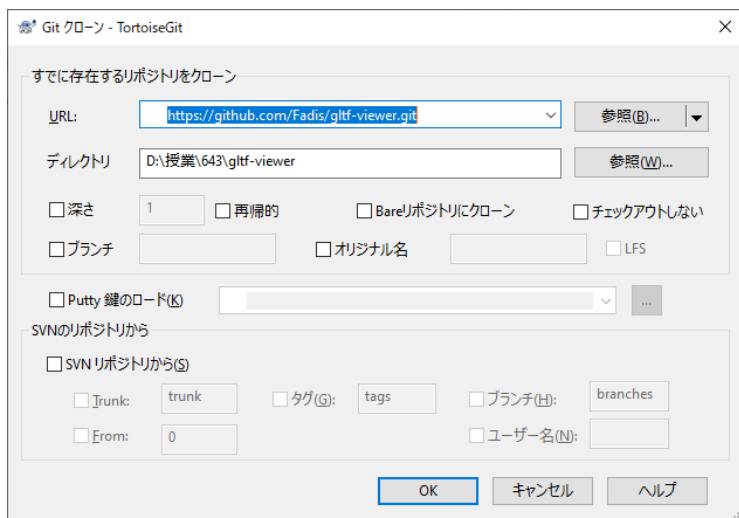 Git クローン - TortoiseGit
すでに存在するリポジトリをクローン
URL: https://github.com/Fadis/gltf-viewer.git 参照(B)...
ディレクトリ D:\授業\643\gltf-viewer 参照(W)...
深さ 1 再帰的 Bareリポジトリにクローン チェックアウトしない
ブランチ オリジナル名 LFS
Putty 鍵のロード(K) ...
SVNのリポジトリから
SVN リポジトリから(S)
Trunk: trunk タグ(G): tags ブランチ(H): branches
From: 0 ユーザー名(N):
OK キャンセル ヘルプ